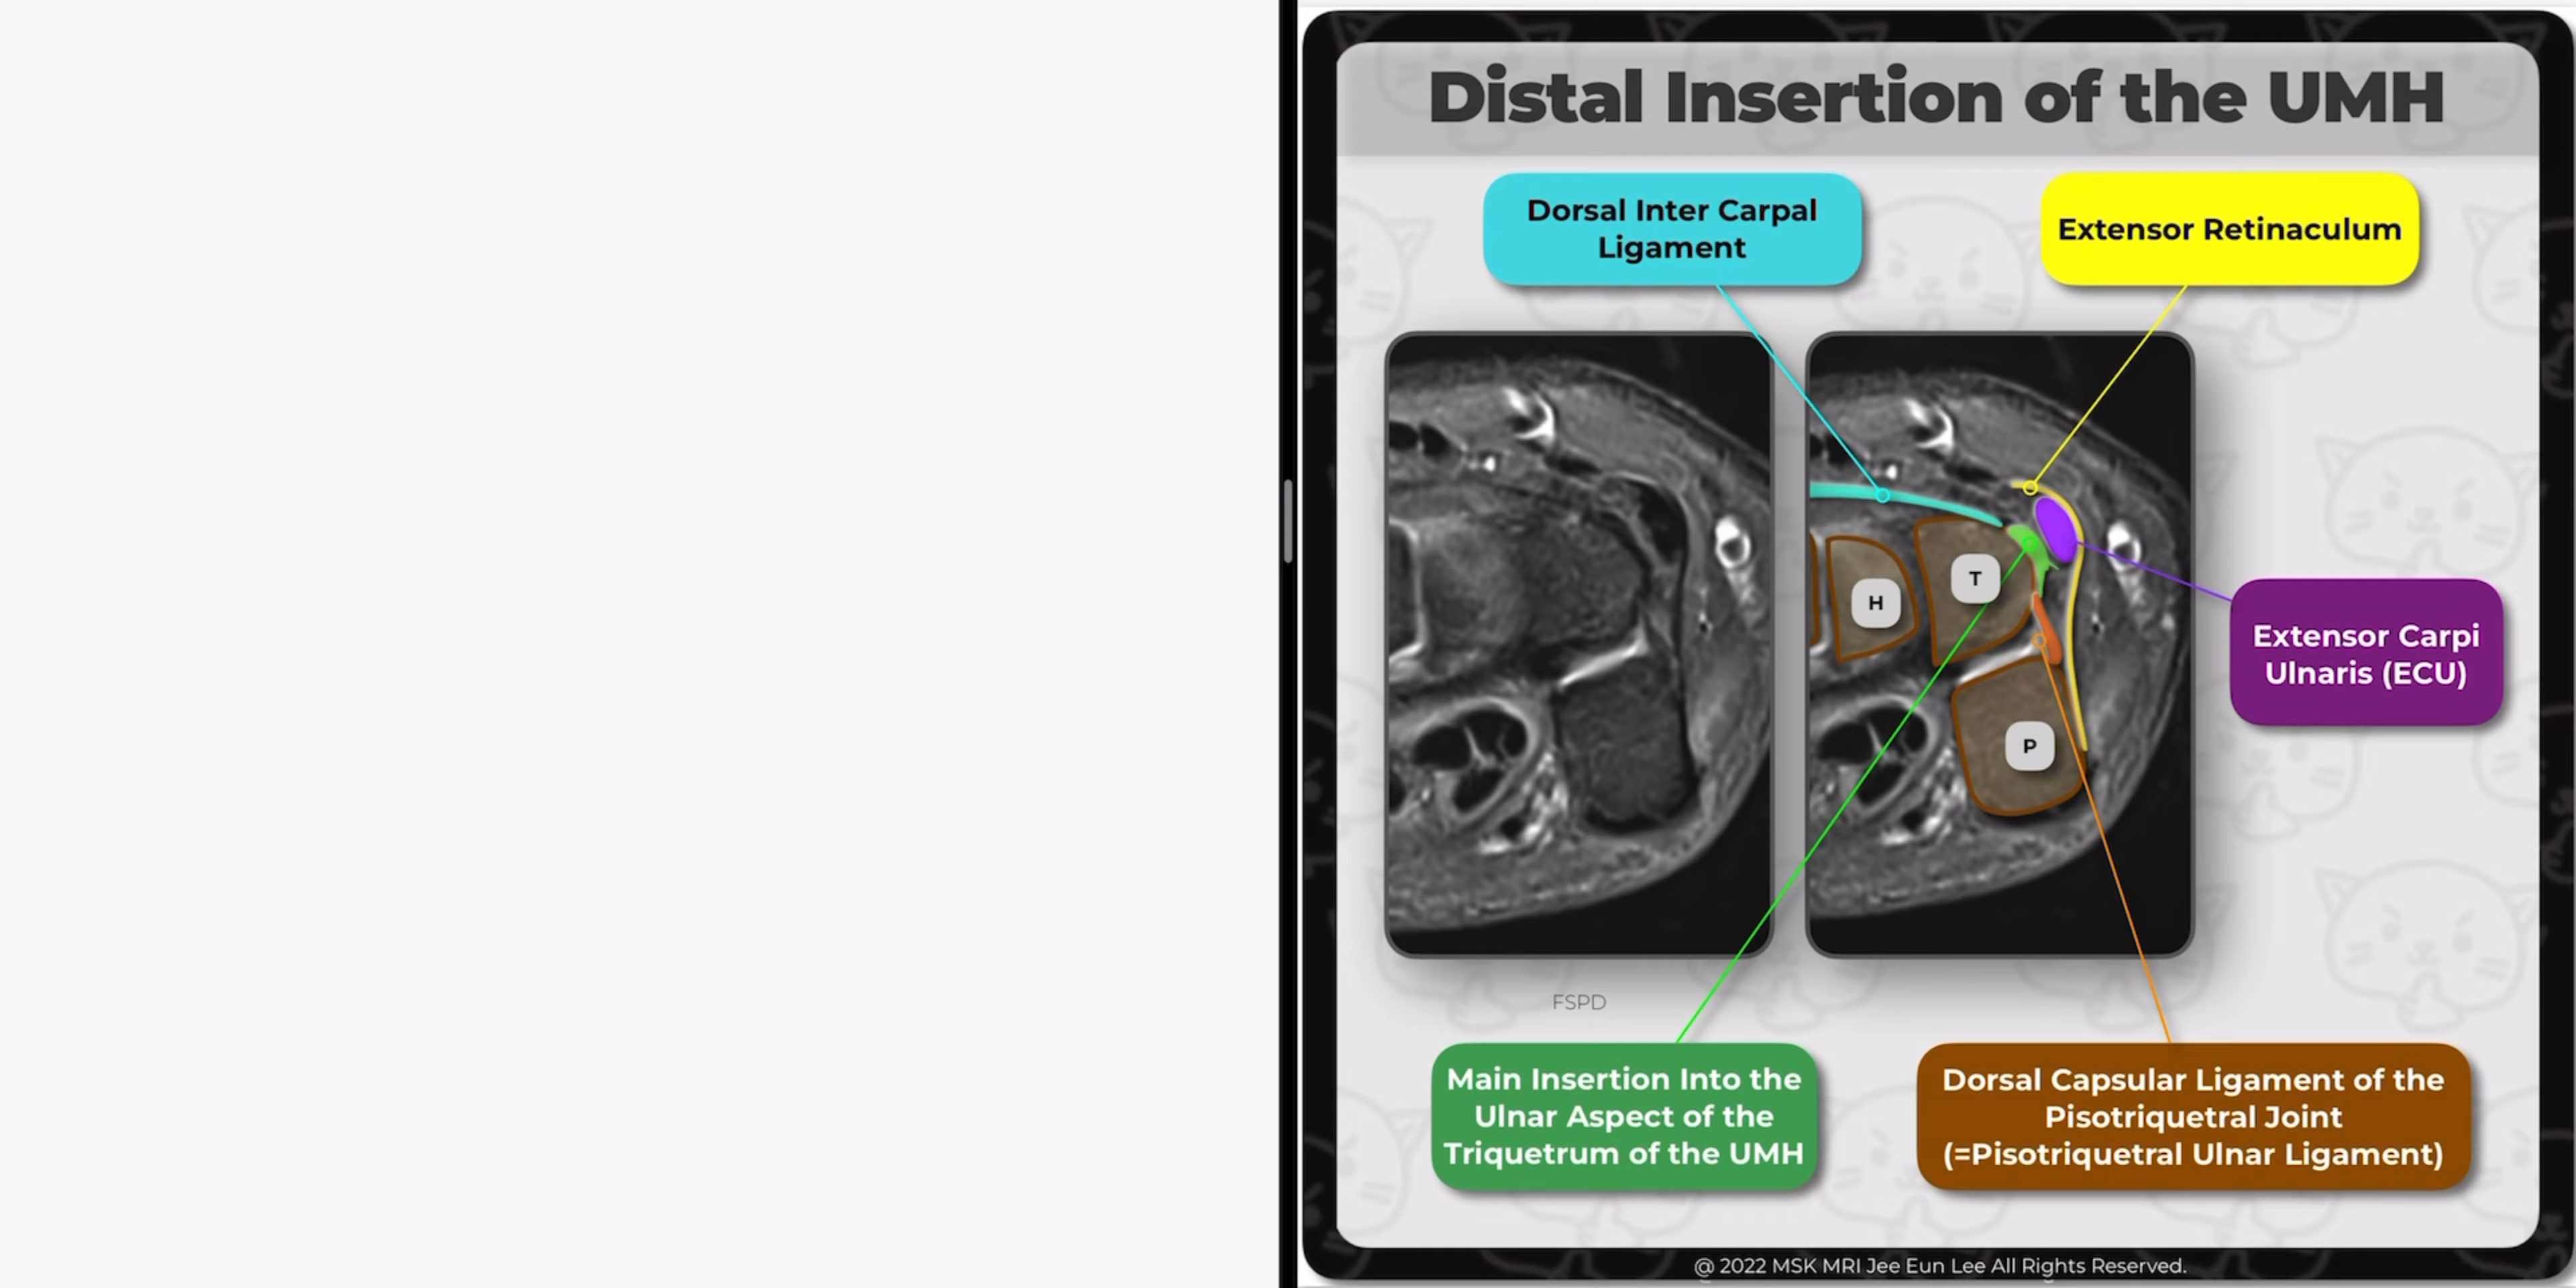 Distal Insertion of the UMH
Dorsal Inter Carpal
Ligament
Extensor Retinaculum
H
T
P
Extensor Carpi
Ulnaris (ECU)
FSPD
Main Insertion Into the
Ulnar Aspect of the
Triquetrum of the UMH
Dorsal Capsular Ligament of the
Pisotriquetral Joint
(=Pisotriquetral Ulnar Ligament)
@ 2022 MSK MRI Jee Eun Lee All Rights Reserved.